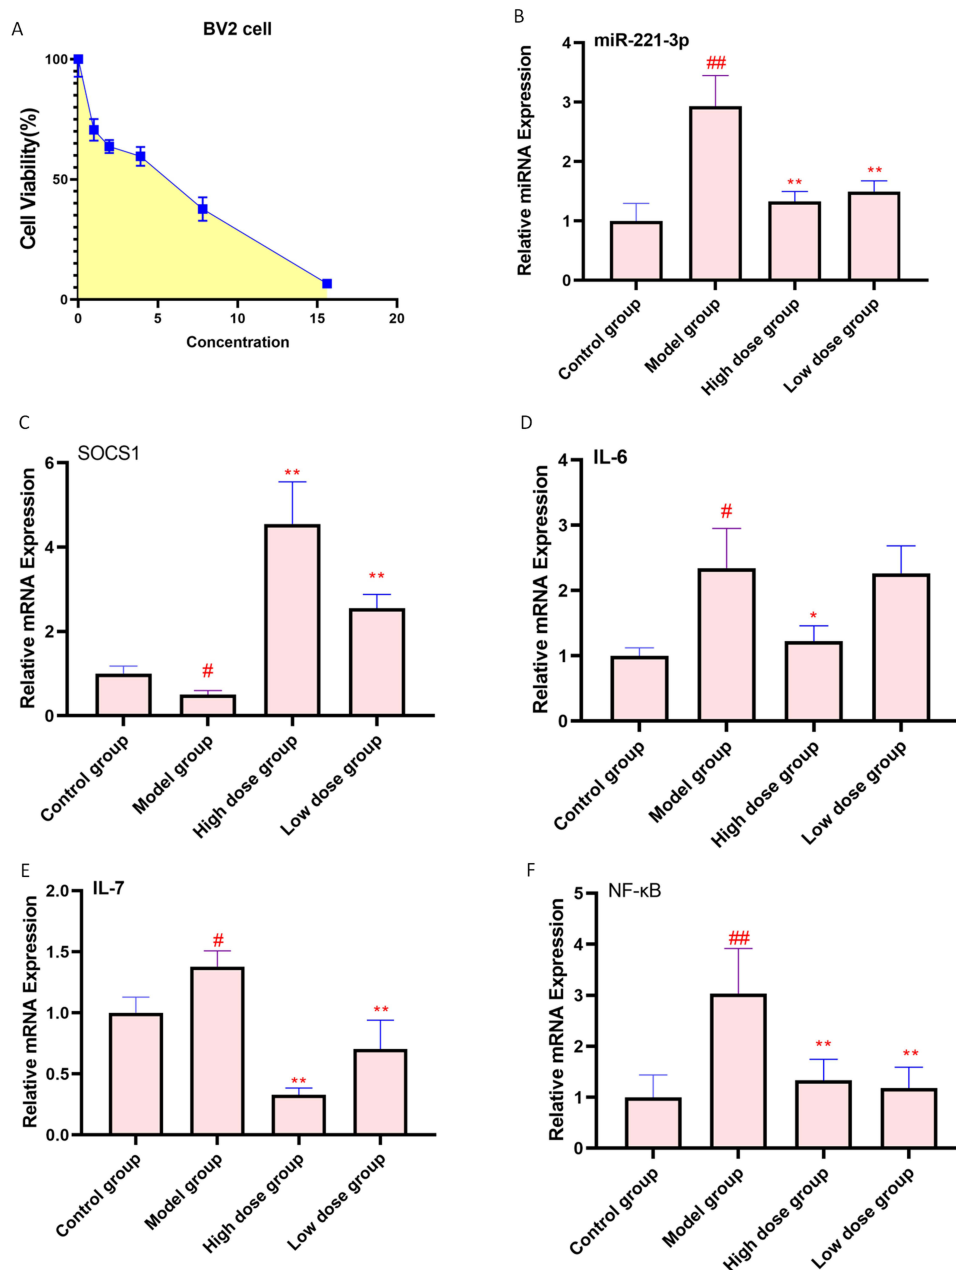 A
BV2 cell
Cell Viability(%)
100
50
0
0 5 10 15 20
Concentration
B
miR-221-3p
Relative miRNA Expression
4
3
2
1
0
##
**
**
Control group
Model group
High dose group
Low dose group
C
SOCS1
Relative mRNA Expression
6
4
2
0
#
**
**
Control group
Model group
High dose group
Low dose group
D
IL-6
Relative mRNA Expression
4
3
2
1
0
#
*
Control group
Model group
High dose group
Low dose group
E
IL-7
Relative mRNA Expression
2.0
1.5
1.0
0.5
0.0
#
**
**
Control group
Model group
High dose group
Low dose group
F
NF-κB
Relative mRNA Expression
5
4
3
2
1
0
##
**
**
Control group
Model group
High dose group
Low dose group